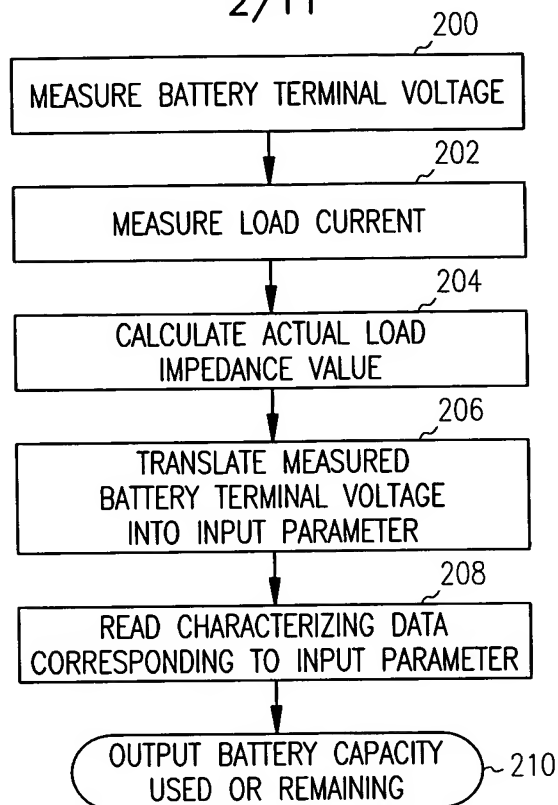 2/11
200
MEASURE BATTERY TERMINAL VOLTAGE
202
MEASURE LOAD CURRENT
204
CALCULATE ACTUAL LOAD
IMPEDANCE VALUE
206
TRANSLATE MEASURED
BATTERY TERMINAL VOLTAGE
INTO INPUT PARAMETER
208
READ CHARACTERIZING DATA
CORRESPONDING TO INPUT PARAMETER
OUTPUT BATTERY CAPACITY
USED OR REMAINING
210